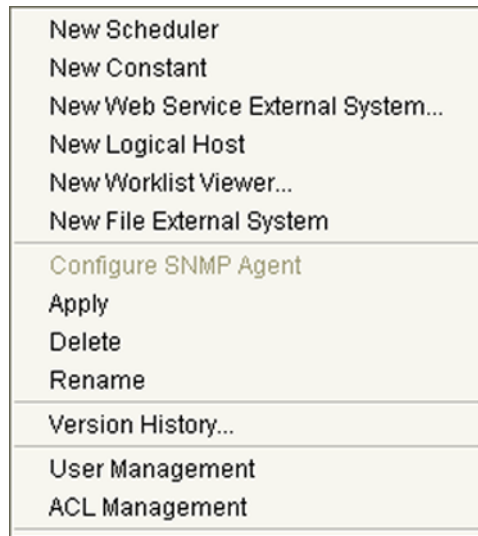 New Scheduler
New Constant
New Web Service External System...
New Logical Host
New Worklist Viewer...
New File External System
Configure SNMP Agent
Apply
Delete
Rename
Version History...
User Management
ACL Management